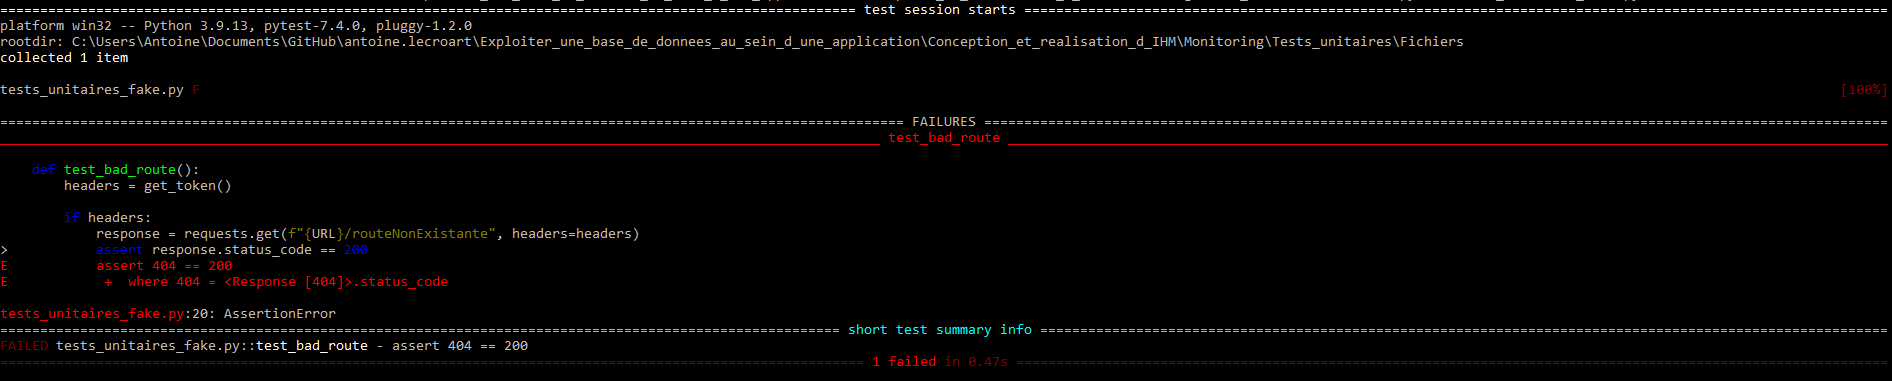 test session starts
platform win32 -- Python 3.9.13, pytest-7.4.0, pluggy-1.2.0
rootdir: C:\Users\Antoine\Documents\GitHub\antoine.lecroart\Exploiter_une_base_de_donnees_au_sein_d_une_application\Conception_et_realisation_d_IHM\Monitoring\Tests_unitaires\Fichiers
collected 1 item
tests_unitaires_fake.py F [100%]
FAILURES
test_bad_route
def test_bad_route():
headers = get_token()
if headers:
response = requests.get(f"{URL}/routeNonExistante", headers=headers)
> assert response.status_code == 200
E assert 404 == 200
E + where 404 = <Response [404]>.status_code
tests_unitaires_fake.py:20: AssertionError
short test summary info
FAILED tests_unitaires_fake.py::test_bad_route - assert 404 == 200
1 failed in 0.47s